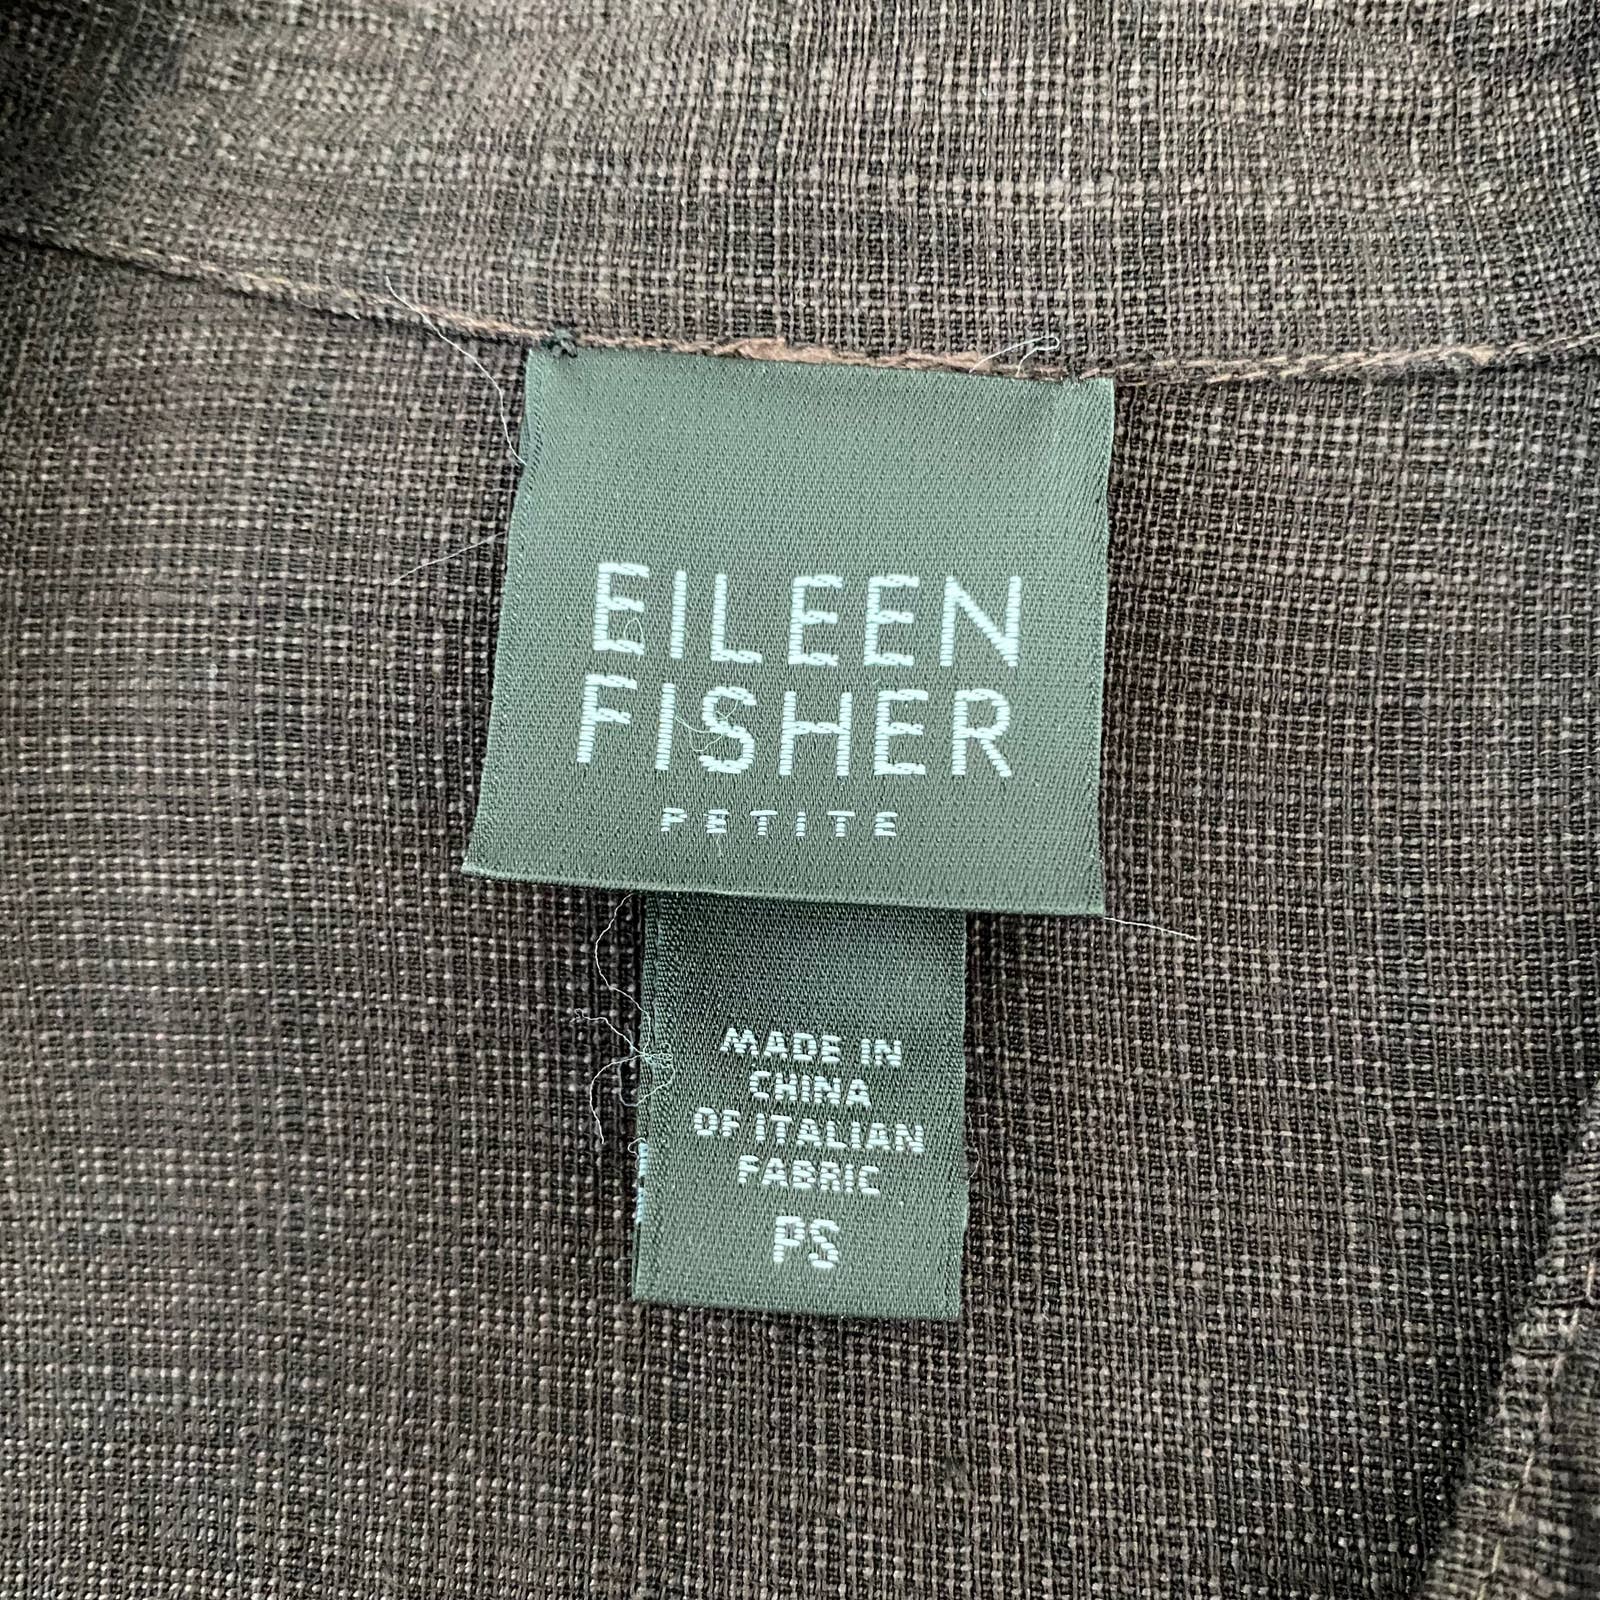 EILEEN
FISHER
PETITE
MADE IN
CHINA
OF ITALIAN
FABRIC
PS